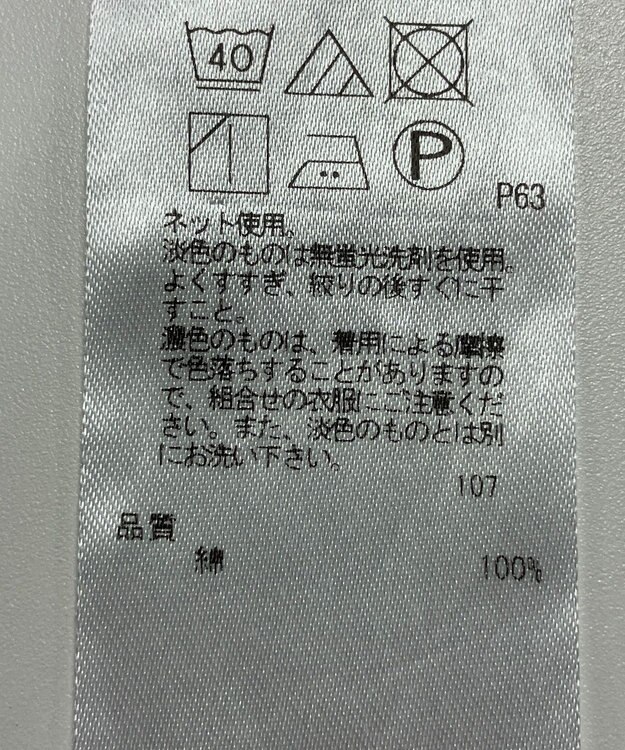 40
P
P63
ネット使用。
淡色のものは無蛍光洗剤を使用。
よくすすぎ、絞りの後すぐに干
すこと。
濃色のものは、着用による摩擦
で色落ちすることがありますの
で、組合せの衣服にご注意くだ
さい。また、淡色のものとは別
にお洗い下さい。
107
品質
綿 100%